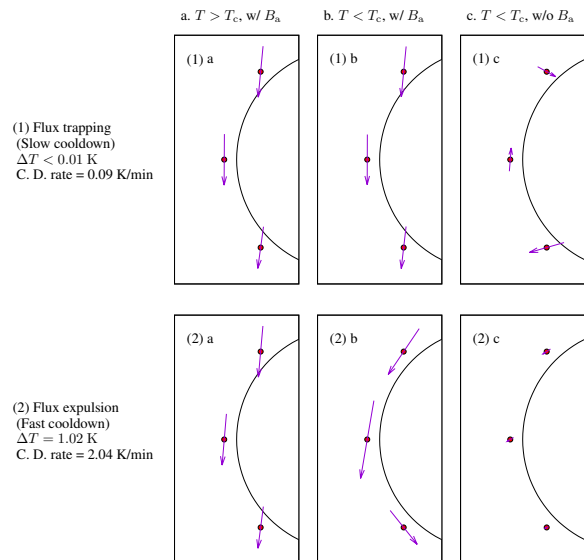 a. T > Tc, w/ Ba
b. T < Tc, w/ Ba
c. T < Tc, w/o Ba
(1) a
(1) b
(1) c
(1) Flux trapping
(Slow cooldown)
ΔT < 0.01 K
C. D. rate = 0.09 K/min
(2) a
(2) b
(2) c
(2) Flux expulsion
(Fast cooldown)
ΔT = 1.02 K
C. D. rate = 2.04 K/min